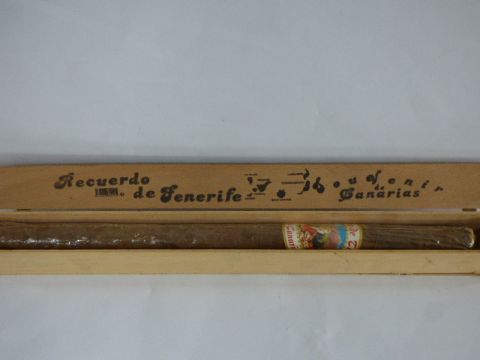 Recuerdo
de Tenerife
Souvenir
Canarias